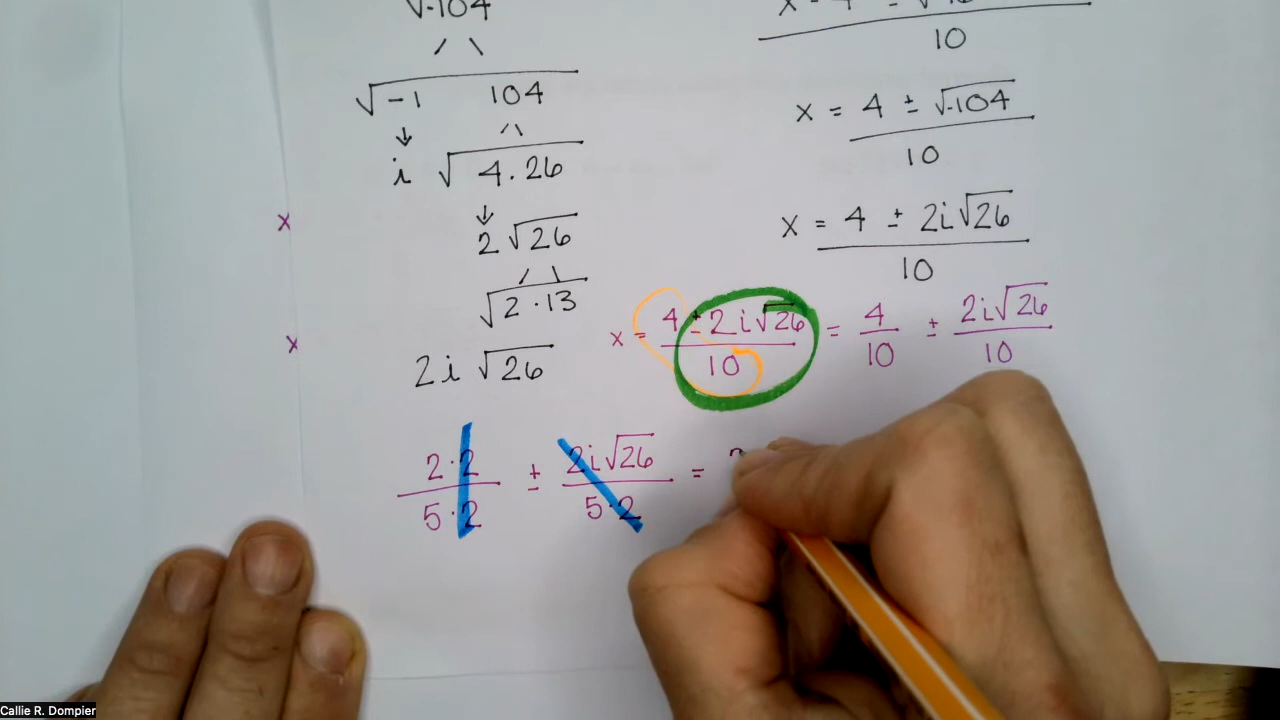 √-104
√-1 104
i √4.26
2√26
√2·13
2i √26
10
x = 4 ± √-104
10
x = 4 ± 2i√26
10
x
x
x = 4 ± 2i√26 = 4 ± 2i√26
10 10 10
2·2 ± 2i√26 =
5·2 5·2
Callie R. Dompier